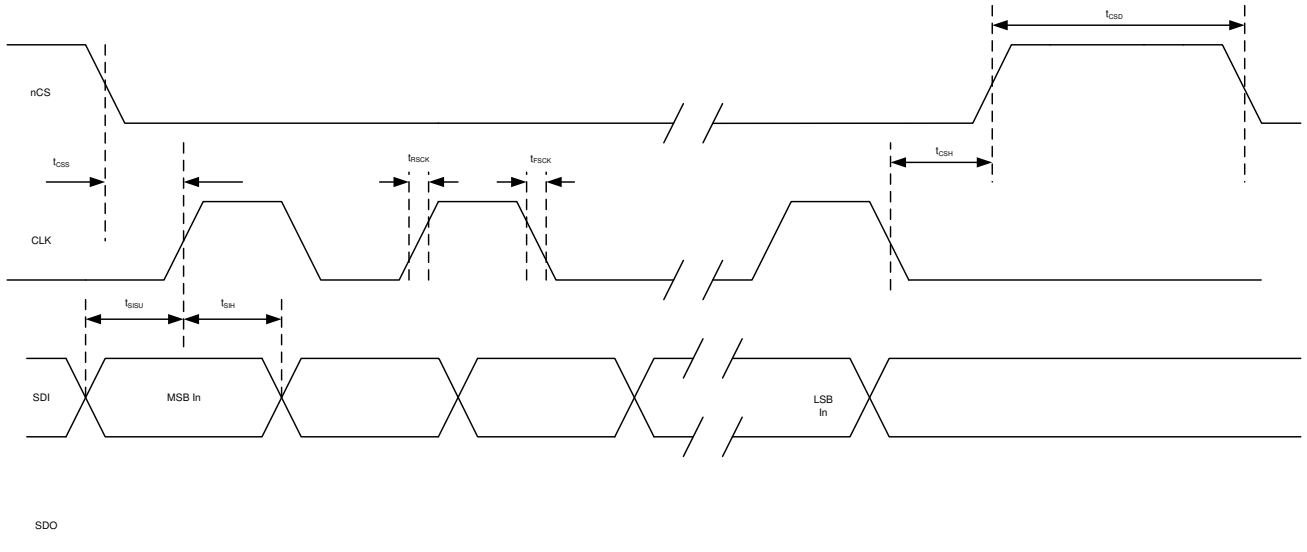 tCSD
nCS
tCSH
tCSS
tRSCK
tFSCK
CLK
tSISU
tSIH
SDI
MSB In
LSB
In
SDO